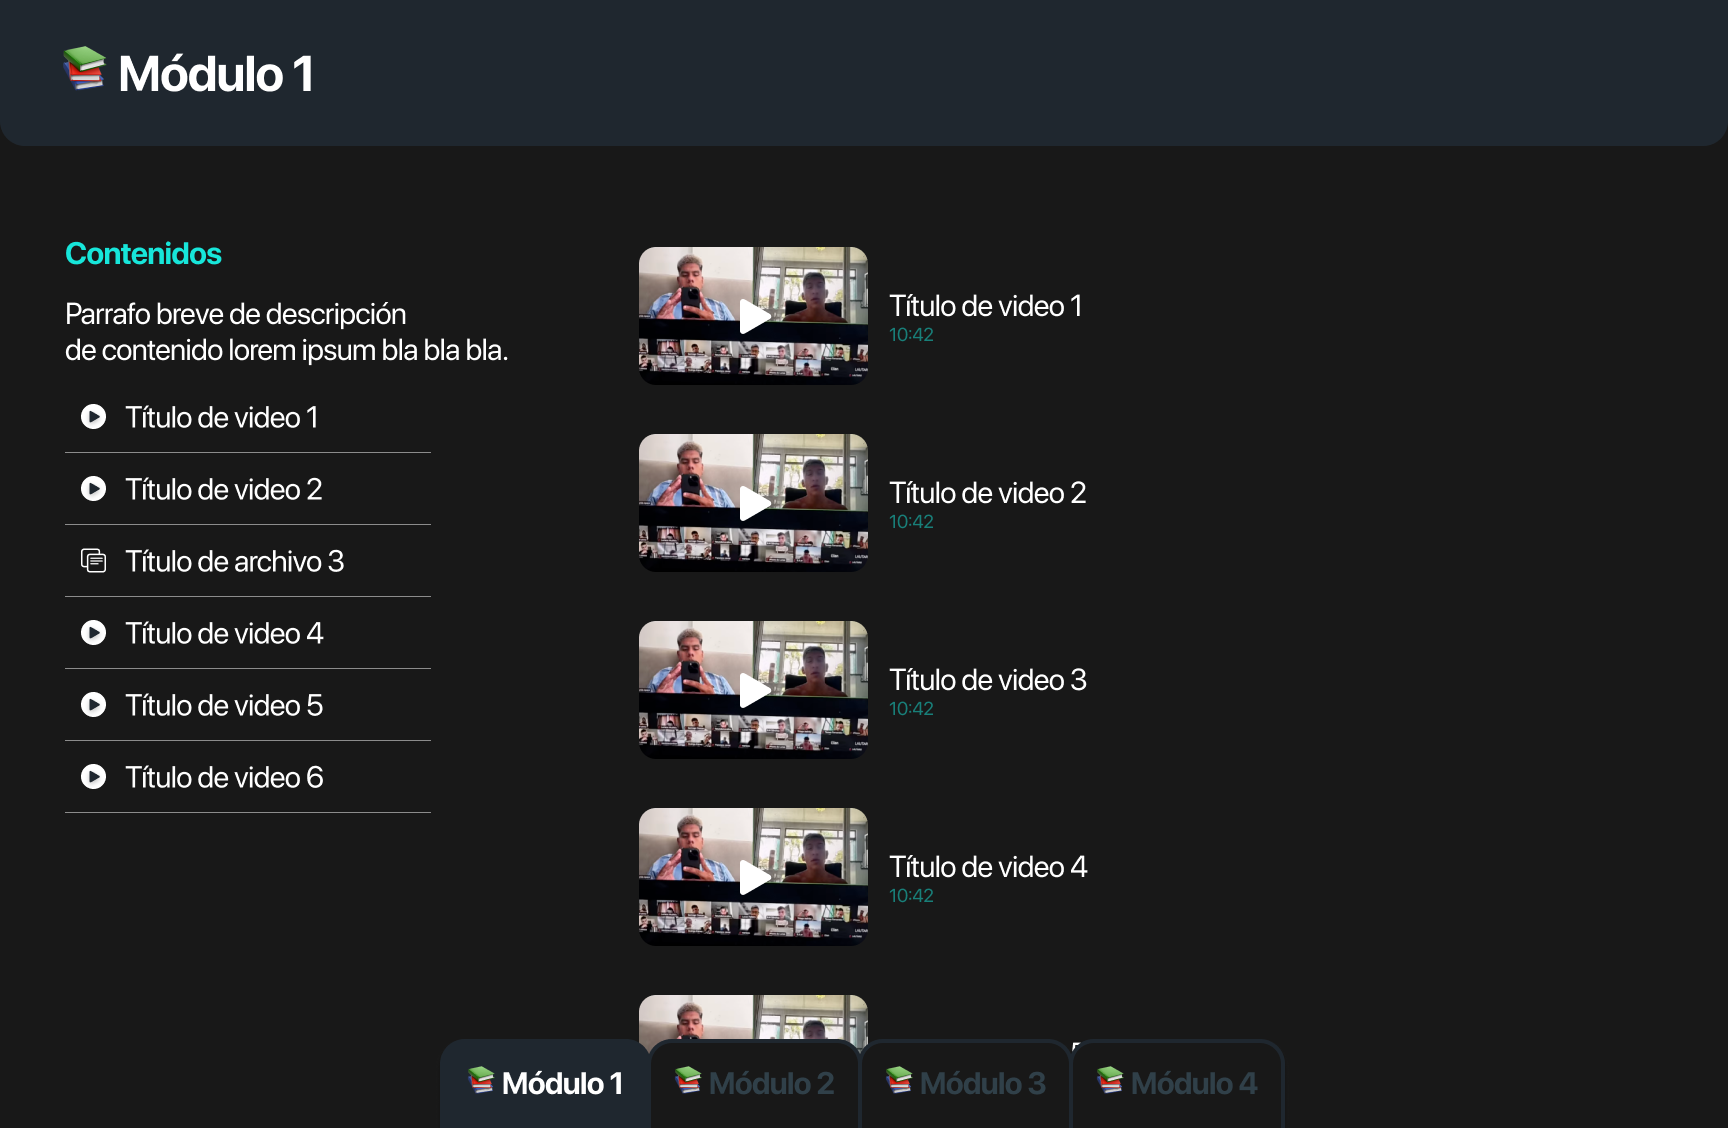 Módulo 1
Contenidos
Parrafo breve de descripción
de contenido lorem ipsum bla bla bla.
Título de video 1
Título de video 2
Título de archivo 3
Título de video 4
Título de video 5
Título de video 6
Título de video 1
10:42
Título de video 2
10:42
Título de video 3
10:42
Título de video 4
10:42
Módulo 1
Módulo 2
Módulo 3
Módulo 4